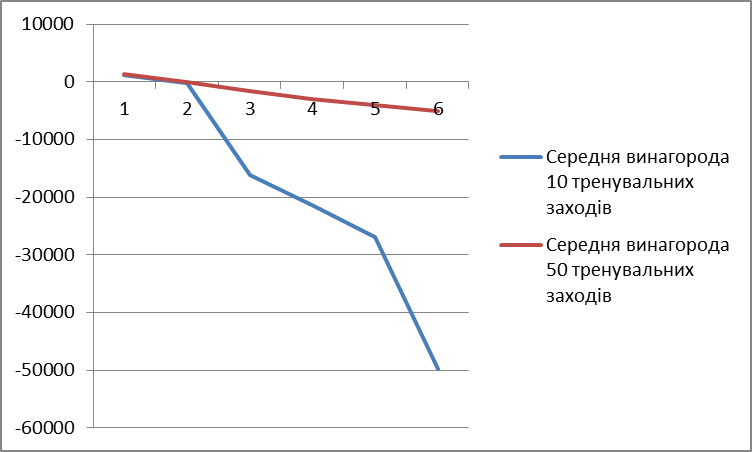 10000
0
-10000
-20000
-30000
-40000
-50000
-60000
1 2 3 4 5 6
Середня винагорода
10 тренувальних
заходів
Середня винагорода
50 тренувальних
заходів